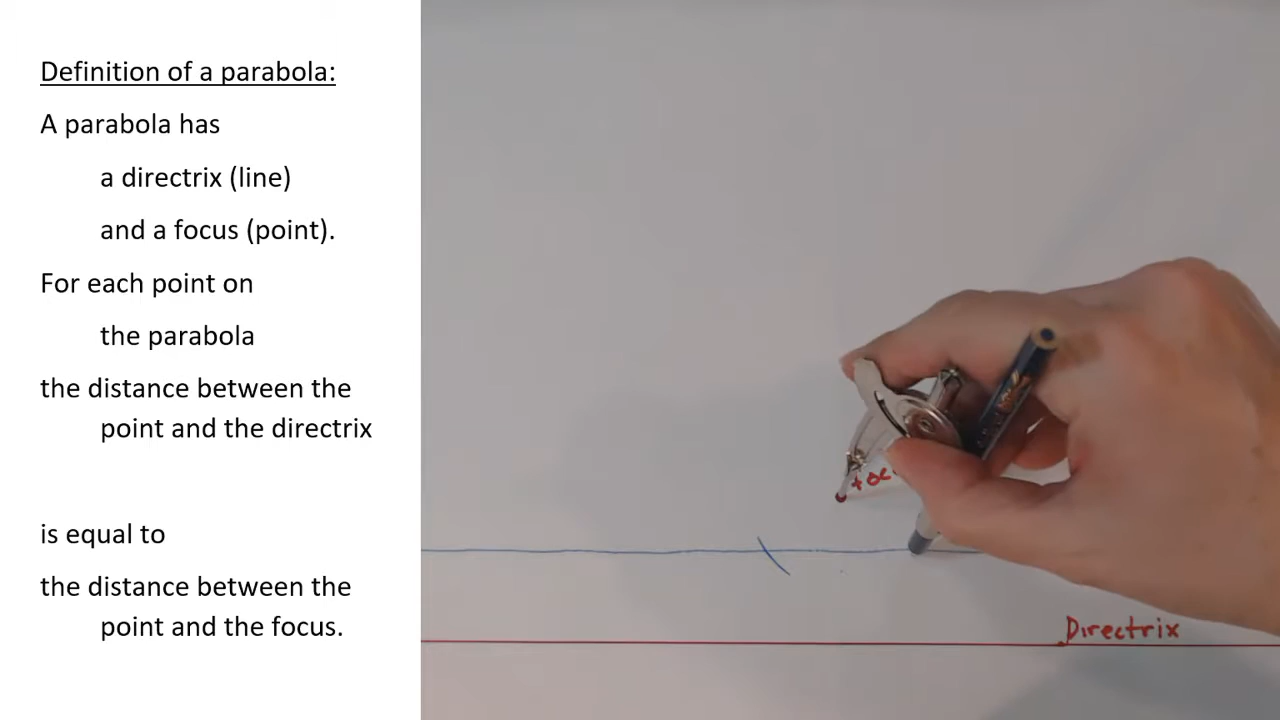 Definition of a parabola:
A parabola has
a directrix (line)
and a focus (point).
For each point on
the parabola
the distance between the
point and the directrix
is equal to
the distance between the
point and the focus.
Directrix